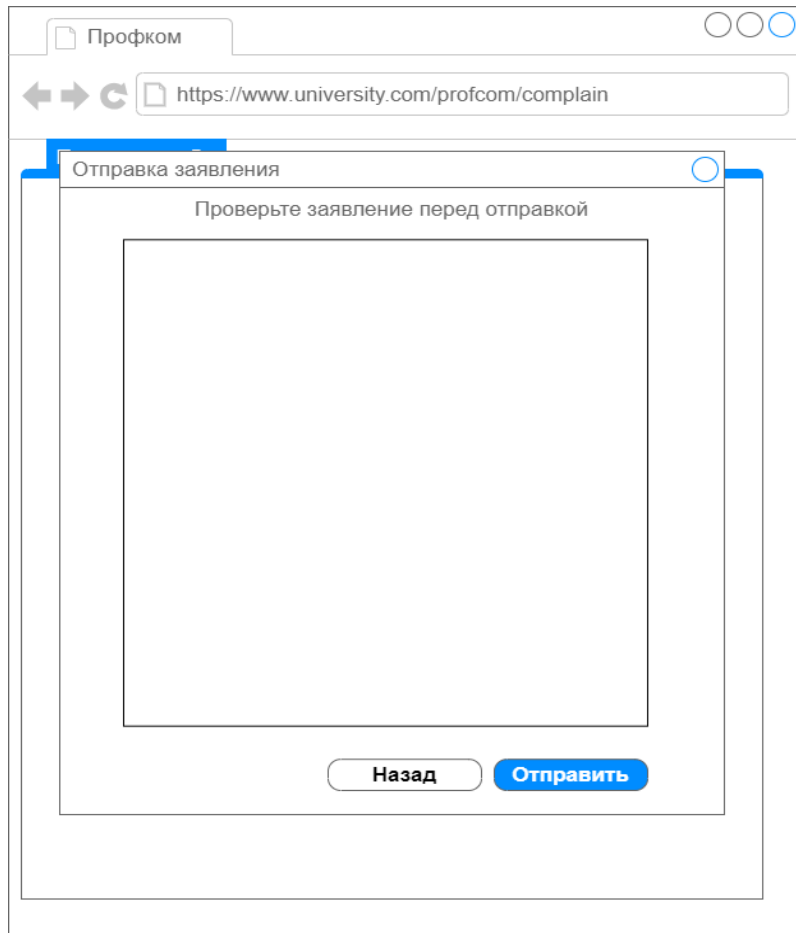 Профком
https://www.university.com/profcom/complain
Отправка заявления
Проверьте заявление перед отправкой
Назад
Отправить